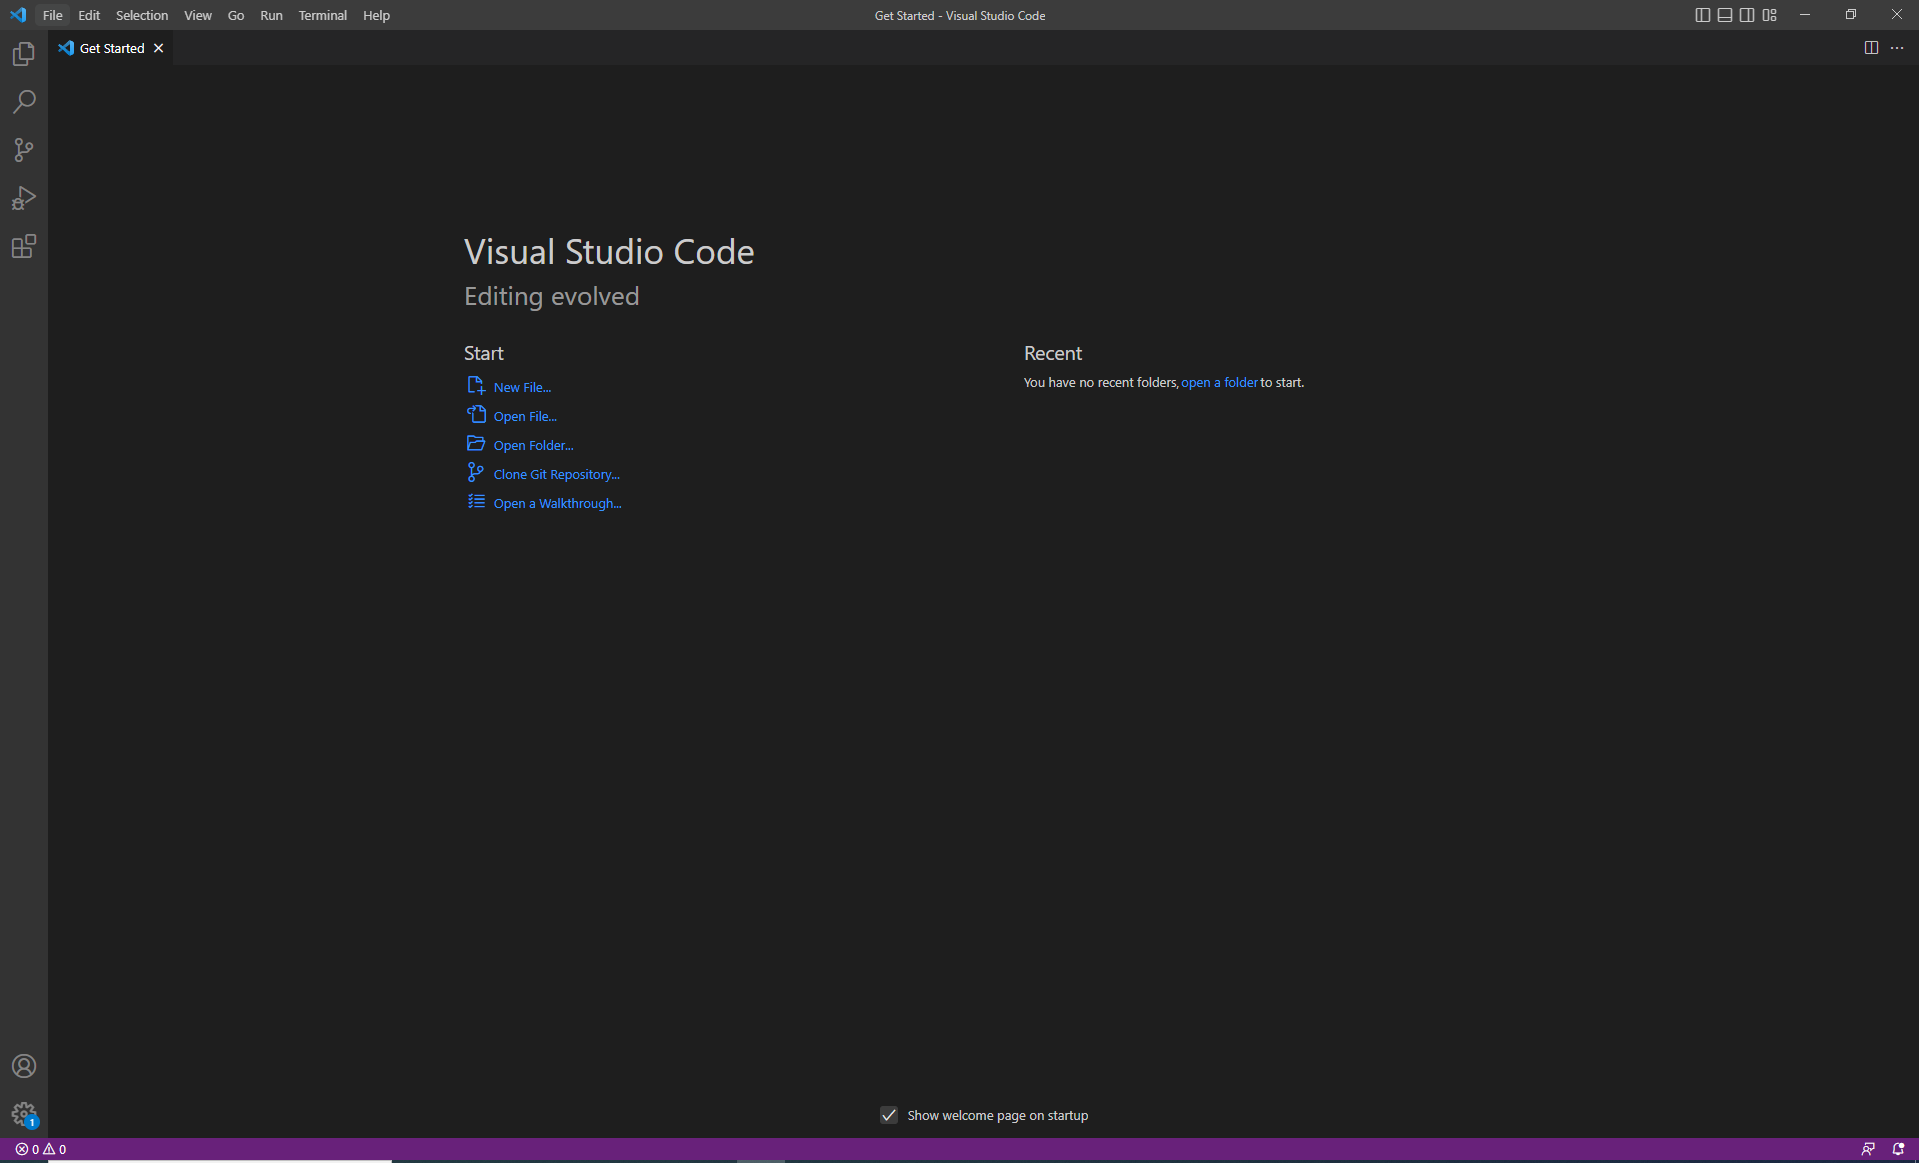 File Edit Selection View Go Run Terminal Help
Get Started - Visual Studio Code
Get Started
Visual Studio Code
Editing evolved
Start
New File...
Open File...
Open Folder...
Clone Git Repository...
Open a Walkthrough...
Recent
You have no recent folders, open a folder to start.
Show welcome page on startup
1
0 0